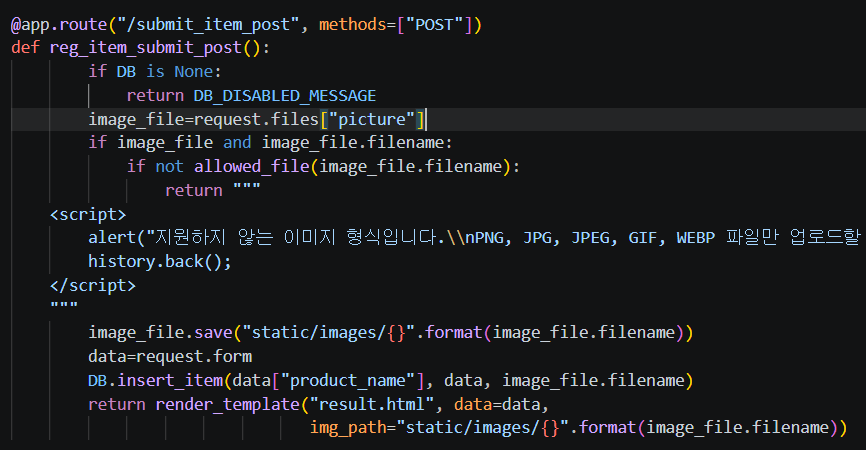 @app.route("/submit_item_post", methods=["POST"])
def reg_item_submit_post():
if DB is None:
return DB_DISABLED_MESSAGE
image_file=request.files["picture"]
if image_file and image_file.filename:
if not allowed_file(image_file.filename):
return """
<script>
alert("지원하지 않는 이미지 형식입니다.\\nPNG, JPG, JPEG, GIF, WEBP 파일만 업로드할
history.back();
</script>
"""
image_file.save("static/images/{}".format(image_file.filename))
data=request.form
DB.insert_item(data["product_name"], data, image_file.filename)
return render_template("result.html", data=data,
img_path="static/images/{}".format(image_file.filename))